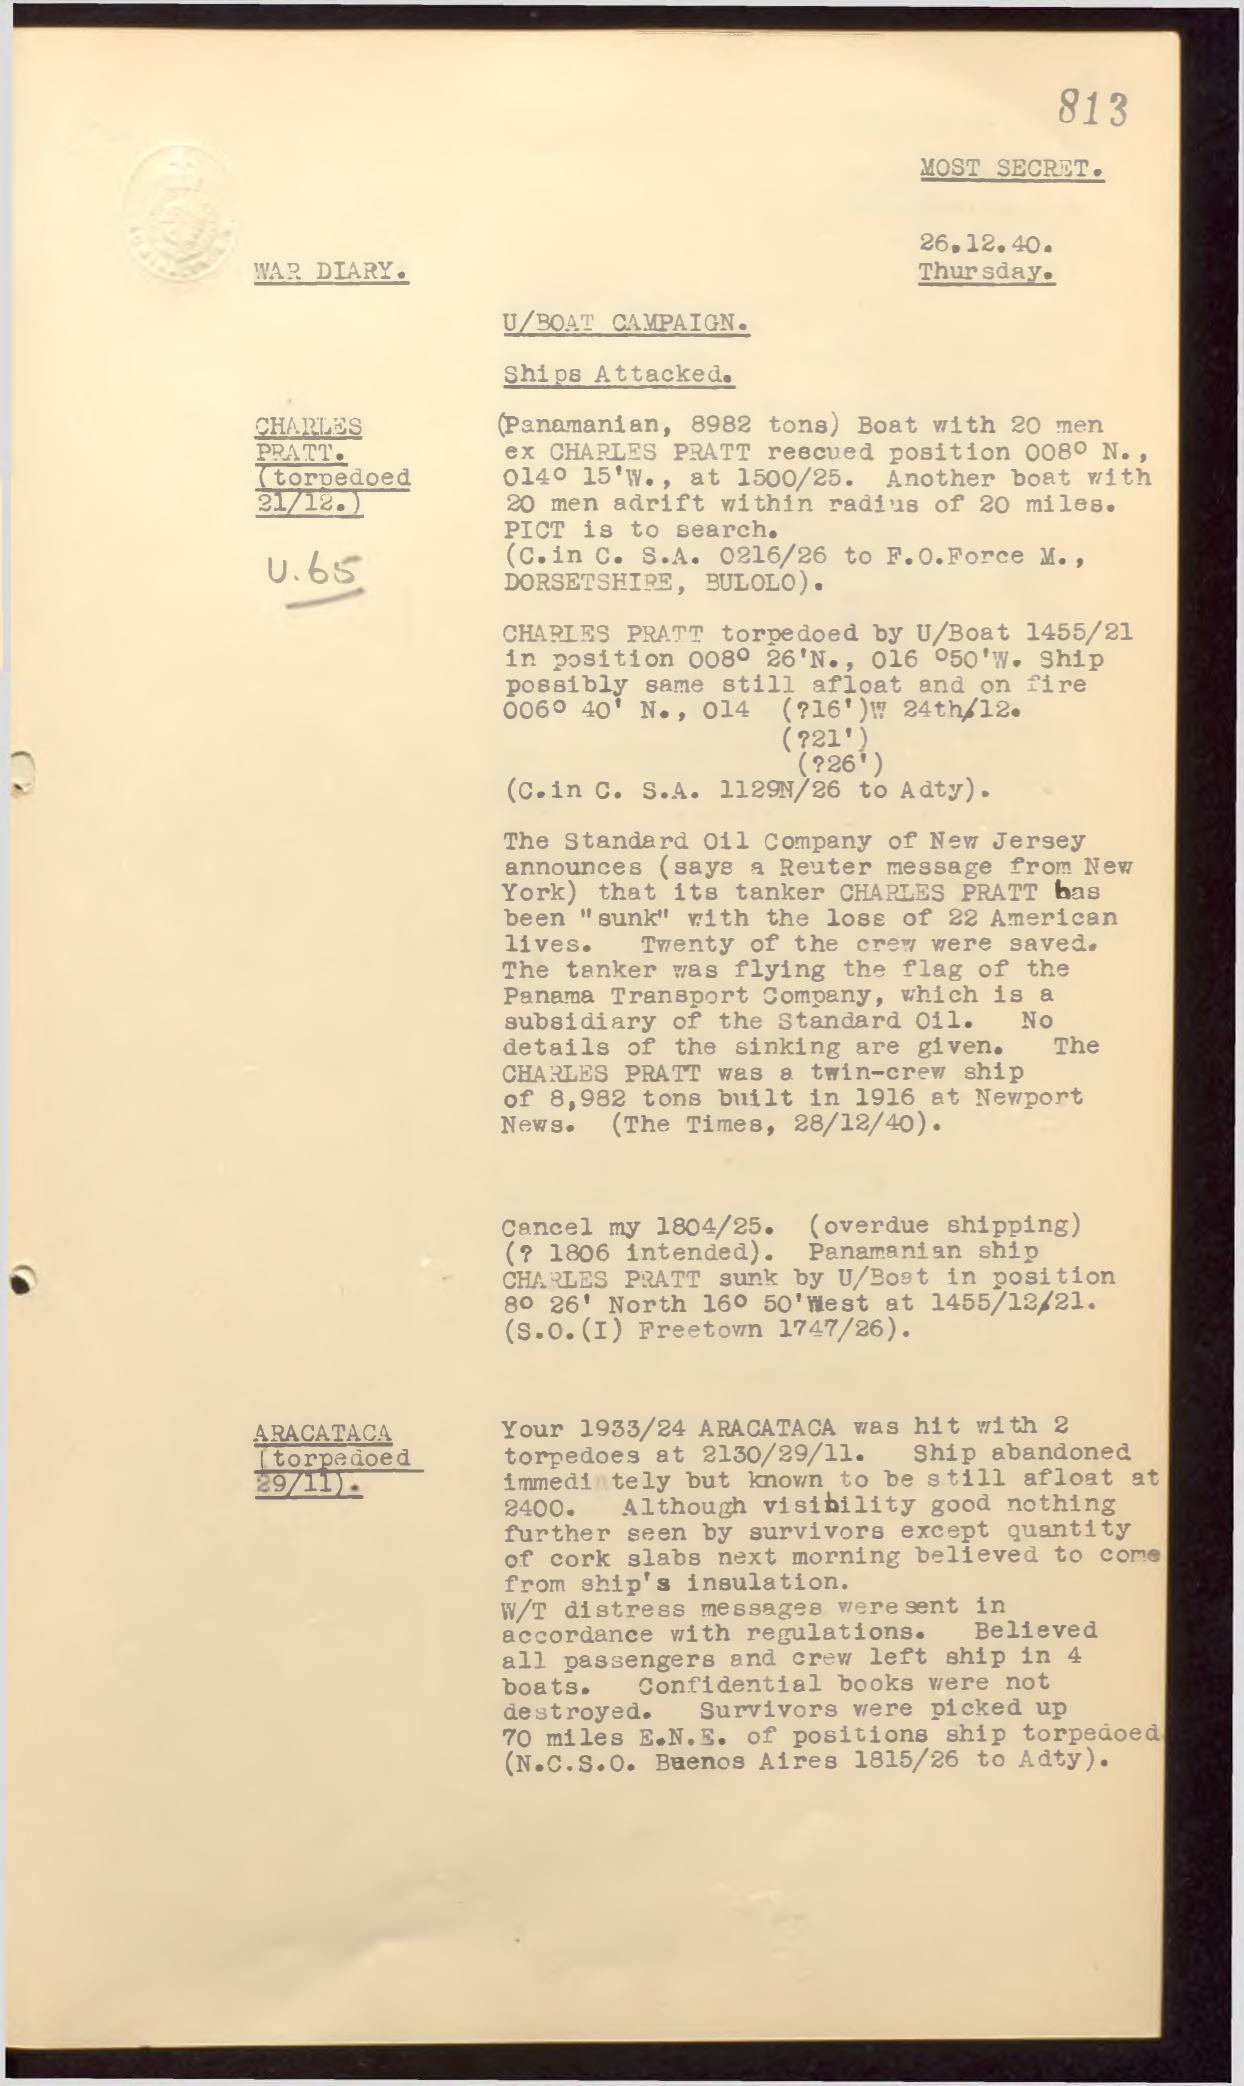 813
MOST SECRET.
26.12.40.
Thursday.
WAR DIARY.
U/BOAT CAMPAIGN.
Ships Attacked.
CHARLES
PRATT.
(torpedoed
21/12.)
U.65
(Panamanian, 8982 tons) Boat with 20 men
ex CHARLES PRATT rescued position 008° N.,
014° 15'W., at 1500/25. Another boat with
20 men adrift within radius of 20 miles.
PICT is to search.
(C.in C. S.A. 0216/26 to F.O.Force M.,
DORSETSHIRE, BULOLO).
CHARLES PRATT torpedoed by U/Boat 1455/21
in position 008° 26'N., 016 °50'W. Ship
possibly same still afloat and on fire
006° 40' N., 014 (?16')W 24th/12.
(?21')
(?26')
(C.in C. S.A. 1129N/26 to Adty).
The Standard Oil Company of New Jersey
announces (says a Reuter message from New
York) that its tanker CHARLES PRATT has
been "sunk" with the loss of 22 American
lives. Twenty of the crew were saved.
The tanker was flying the flag of the
Panama Transport Company, which is a
subsidiary of the Standard Oil. No
details of the sinking are given. The
CHARLES PRATT was a twin-crew ship
of 8,982 tons built in 1916 at Newport
News. (The Times, 28/12/40).
Cancel my 1804/25. (overdue shipping)
(? 1806 intended). Panamanian ship
CHARLES PRATT sunk by U/Boat in position
8° 26' North 16° 50'West at 1455/12/21.
(S.O.(I) Freetown 1747/26).
ARACATACA
(torpedoed
29/11).
Your 1933/24 ARACATACA was hit with 2
torpedoes at 2130/29/11. Ship abandoned
immedi tely but known to be still afloat at
2400. Although visibility good nothing
further seen by survivors except quantity
of cork slabs next morning believed to come
from ship's insulation.
W/T distress messages were sent in
accordance with regulations. Believed
all passengers and crew left ship in 4
boats. Confidential books were not
destroyed. Survivors were picked up
70 miles E.N.E. of positions ship torpedoed
(N.C.S.O. Buenos Aires 1815/26 to Adty).